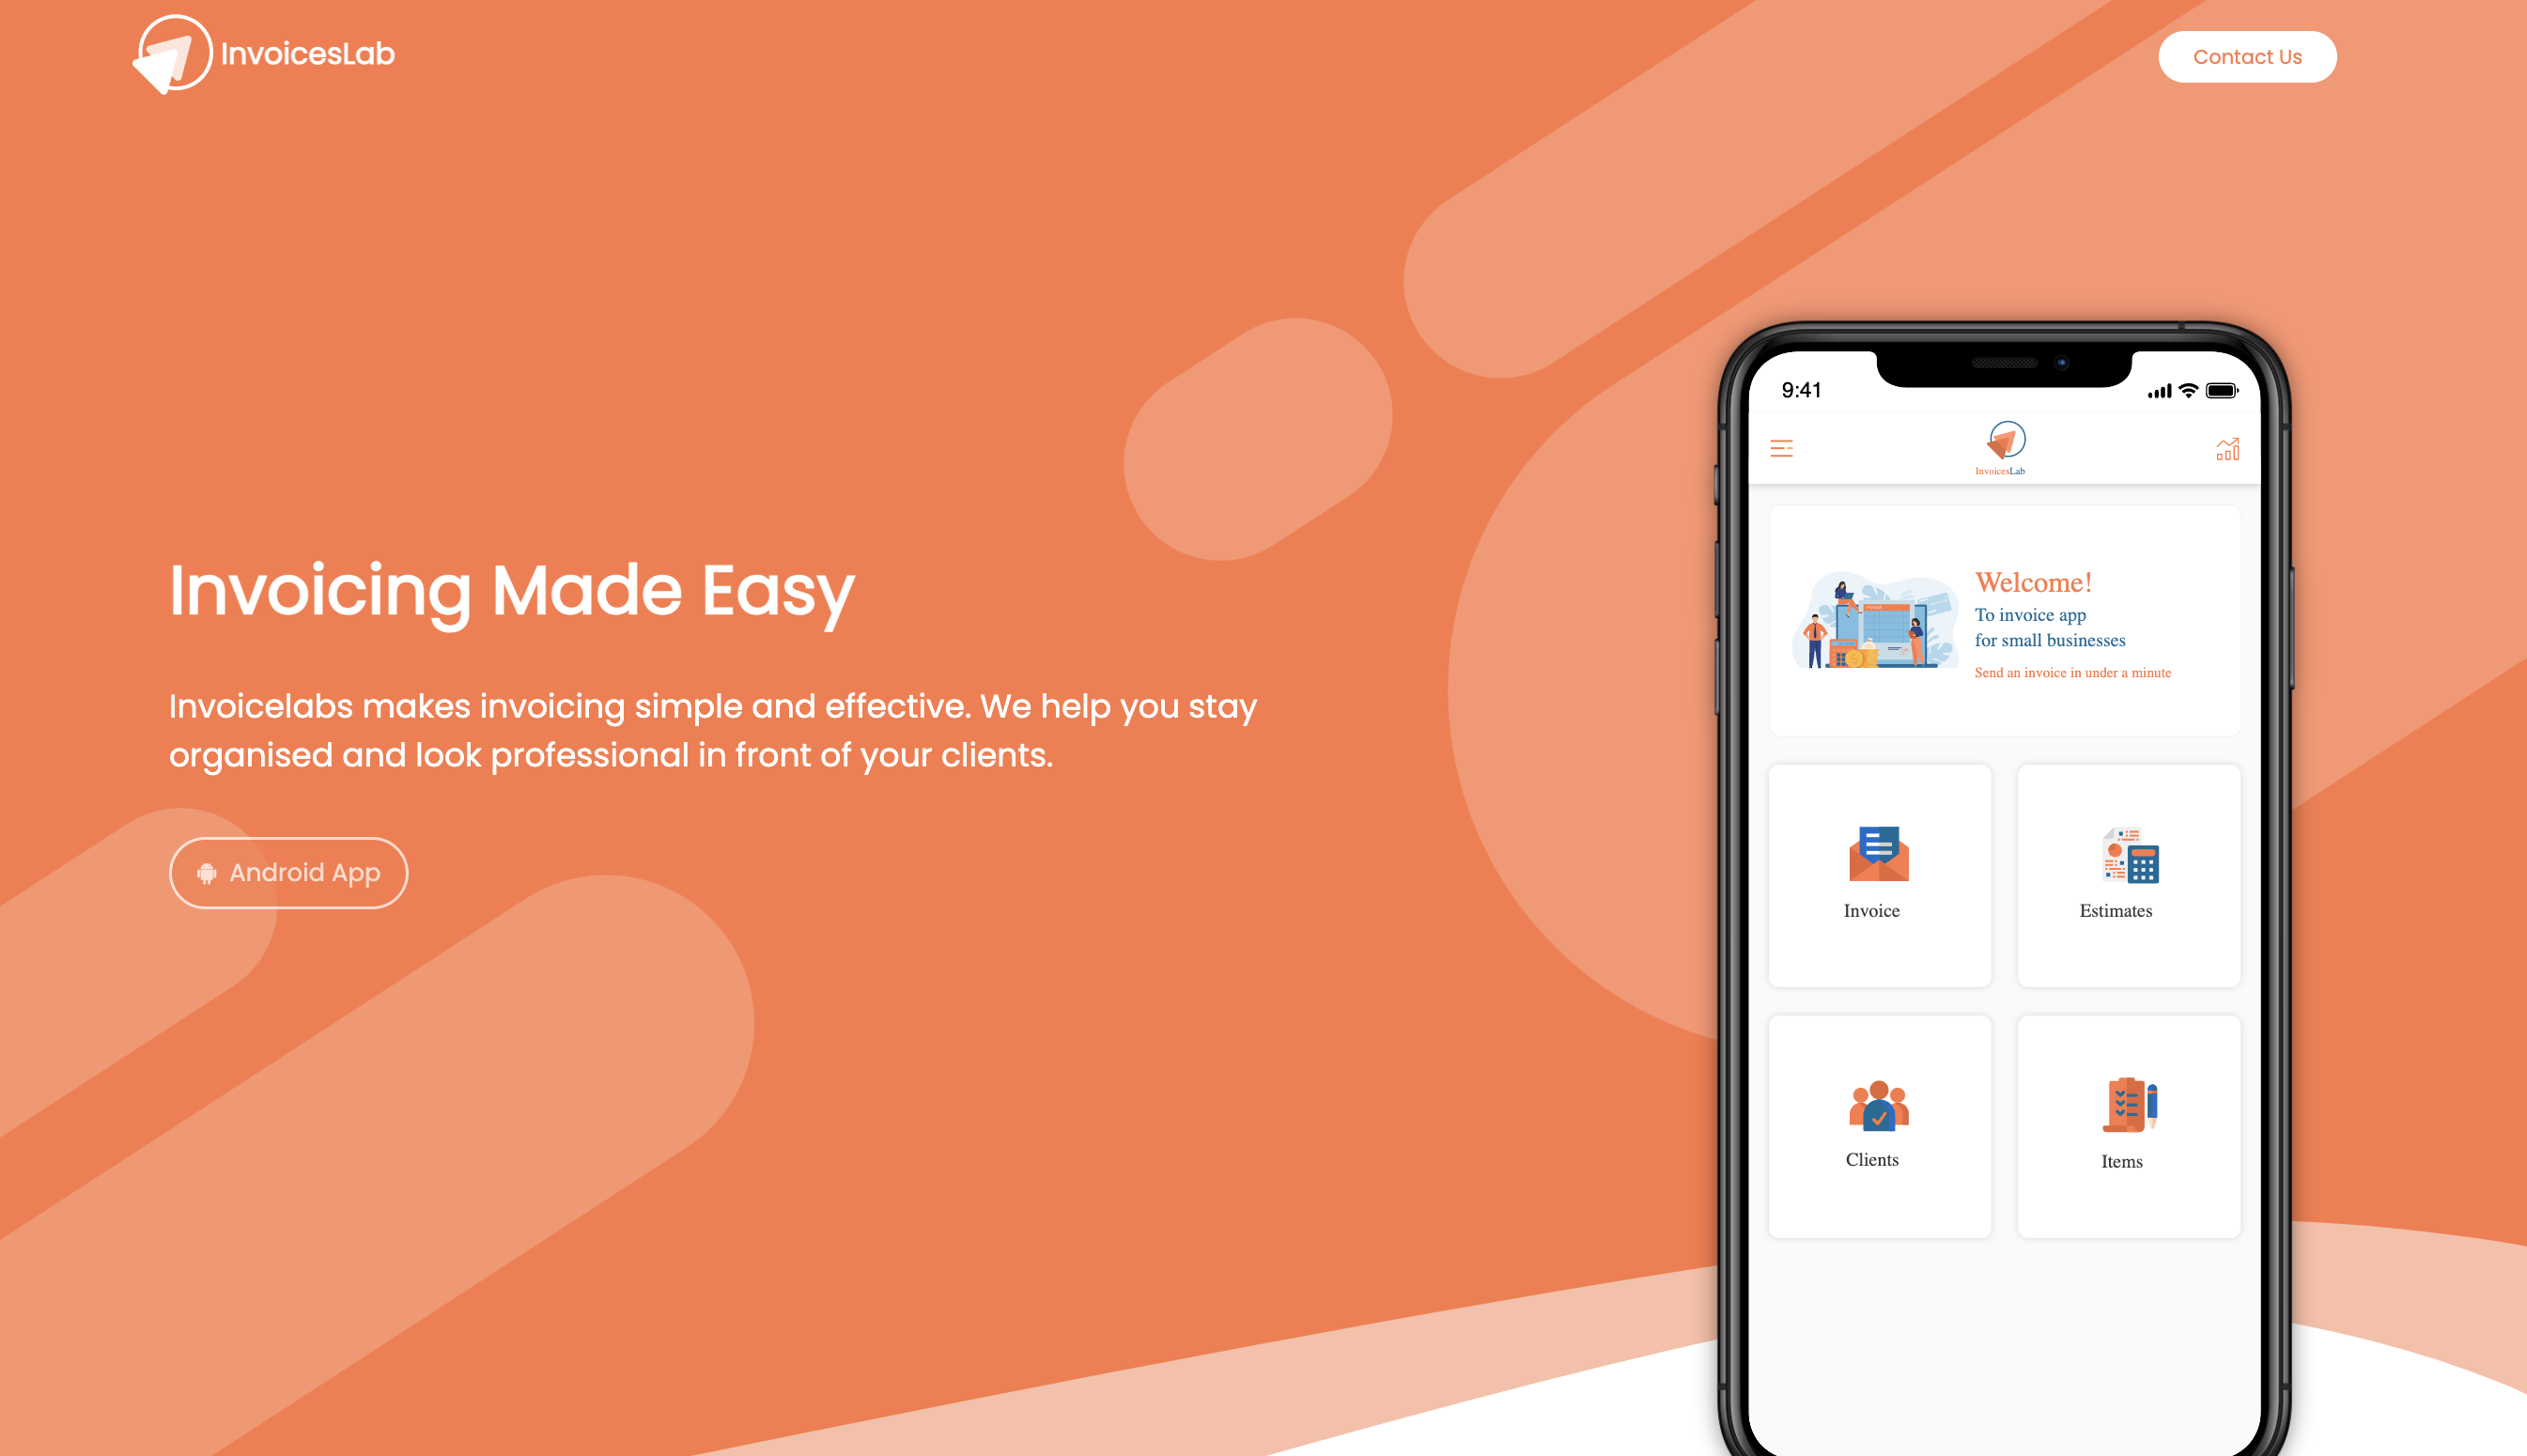 InvoicesLab
Contact Us
Invoicing Made Easy
Invoicelabs makes invoicing simple and effective. We help you stay
organised and look professional in front of your clients.
Android App
9:41
InvoicesLab
Welcome!
To invoice app
for small businesses
Send an invoice in under a minute
Invoice
Estimates
Clients
Items